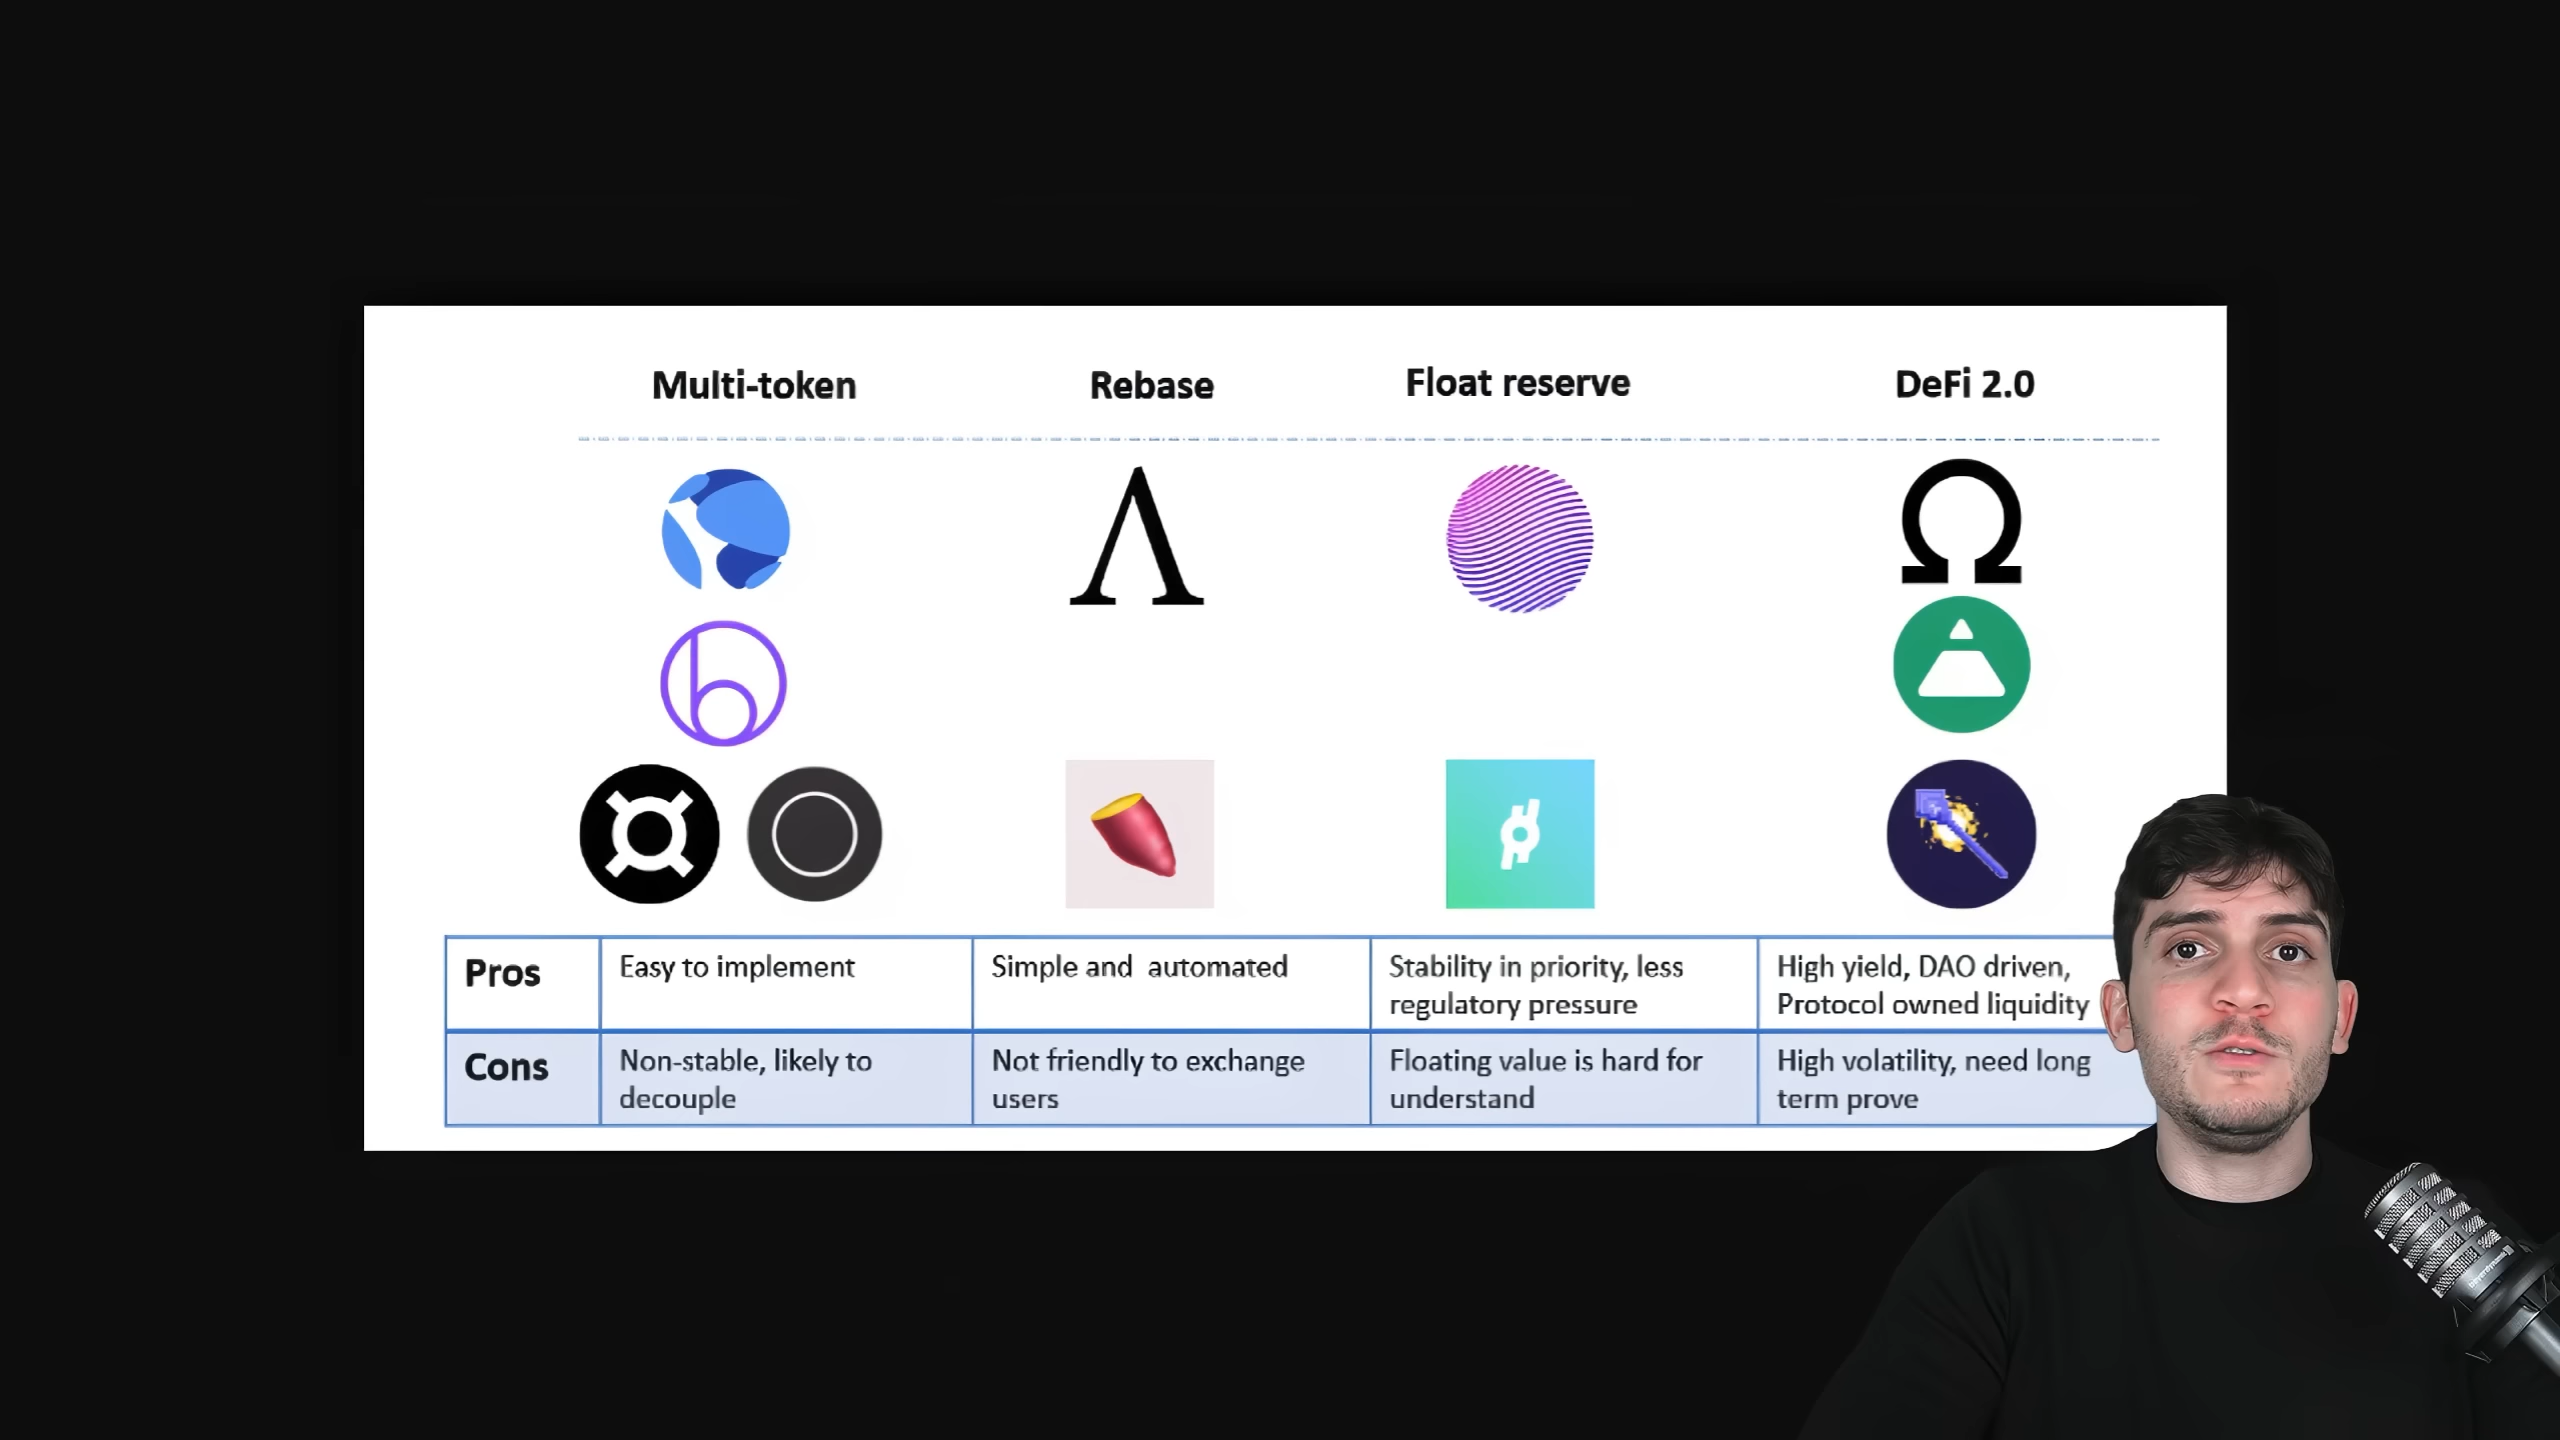 Multi-token Rebase Float reserve DeFi 2.0
Pros
Easy to implement
Simple and automated
Stability in priority, less
regulatory pressure
High yield, DAO driven,
Protocol owned liquidity
Cons
Non-stable, likely to
decouple
Not friendly to exchange
users
Floating value is hard for
understand
High volatility, need long
term prove